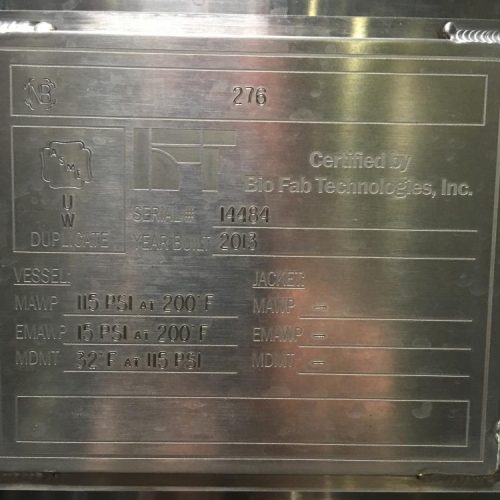 NB 276
ASME
U
W
DUPLICATE
Certified by
Bio Fab Technologies, Inc.
SERIAL# 14484
YEAR BUILT 2013
VESSEL:
MAWP 115 PSI AT 200°F
EMAWP 15 PSI AT 200°F
MDMT 32°F AT 115 PSI
JACKET:
MAWP –
EMAWP –
MDMT –